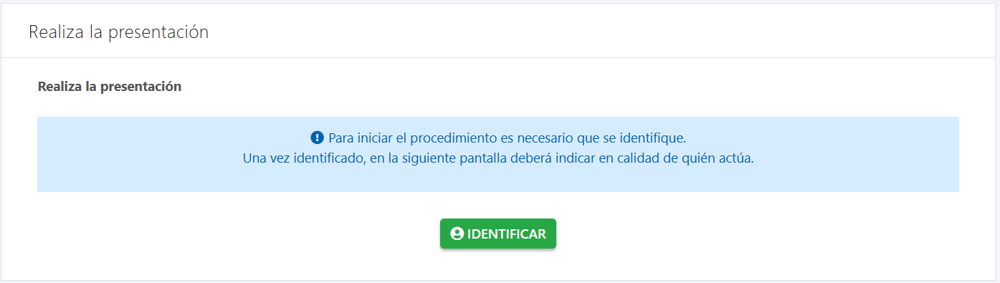 Realiza la presentación
Realiza la presentación
Para iniciar el procedimiento es necesario que se identifique.
Una vez identificado, en la siguiente pantalla deberá indicar en calidad de quién actúa.
IDENTIFICAR